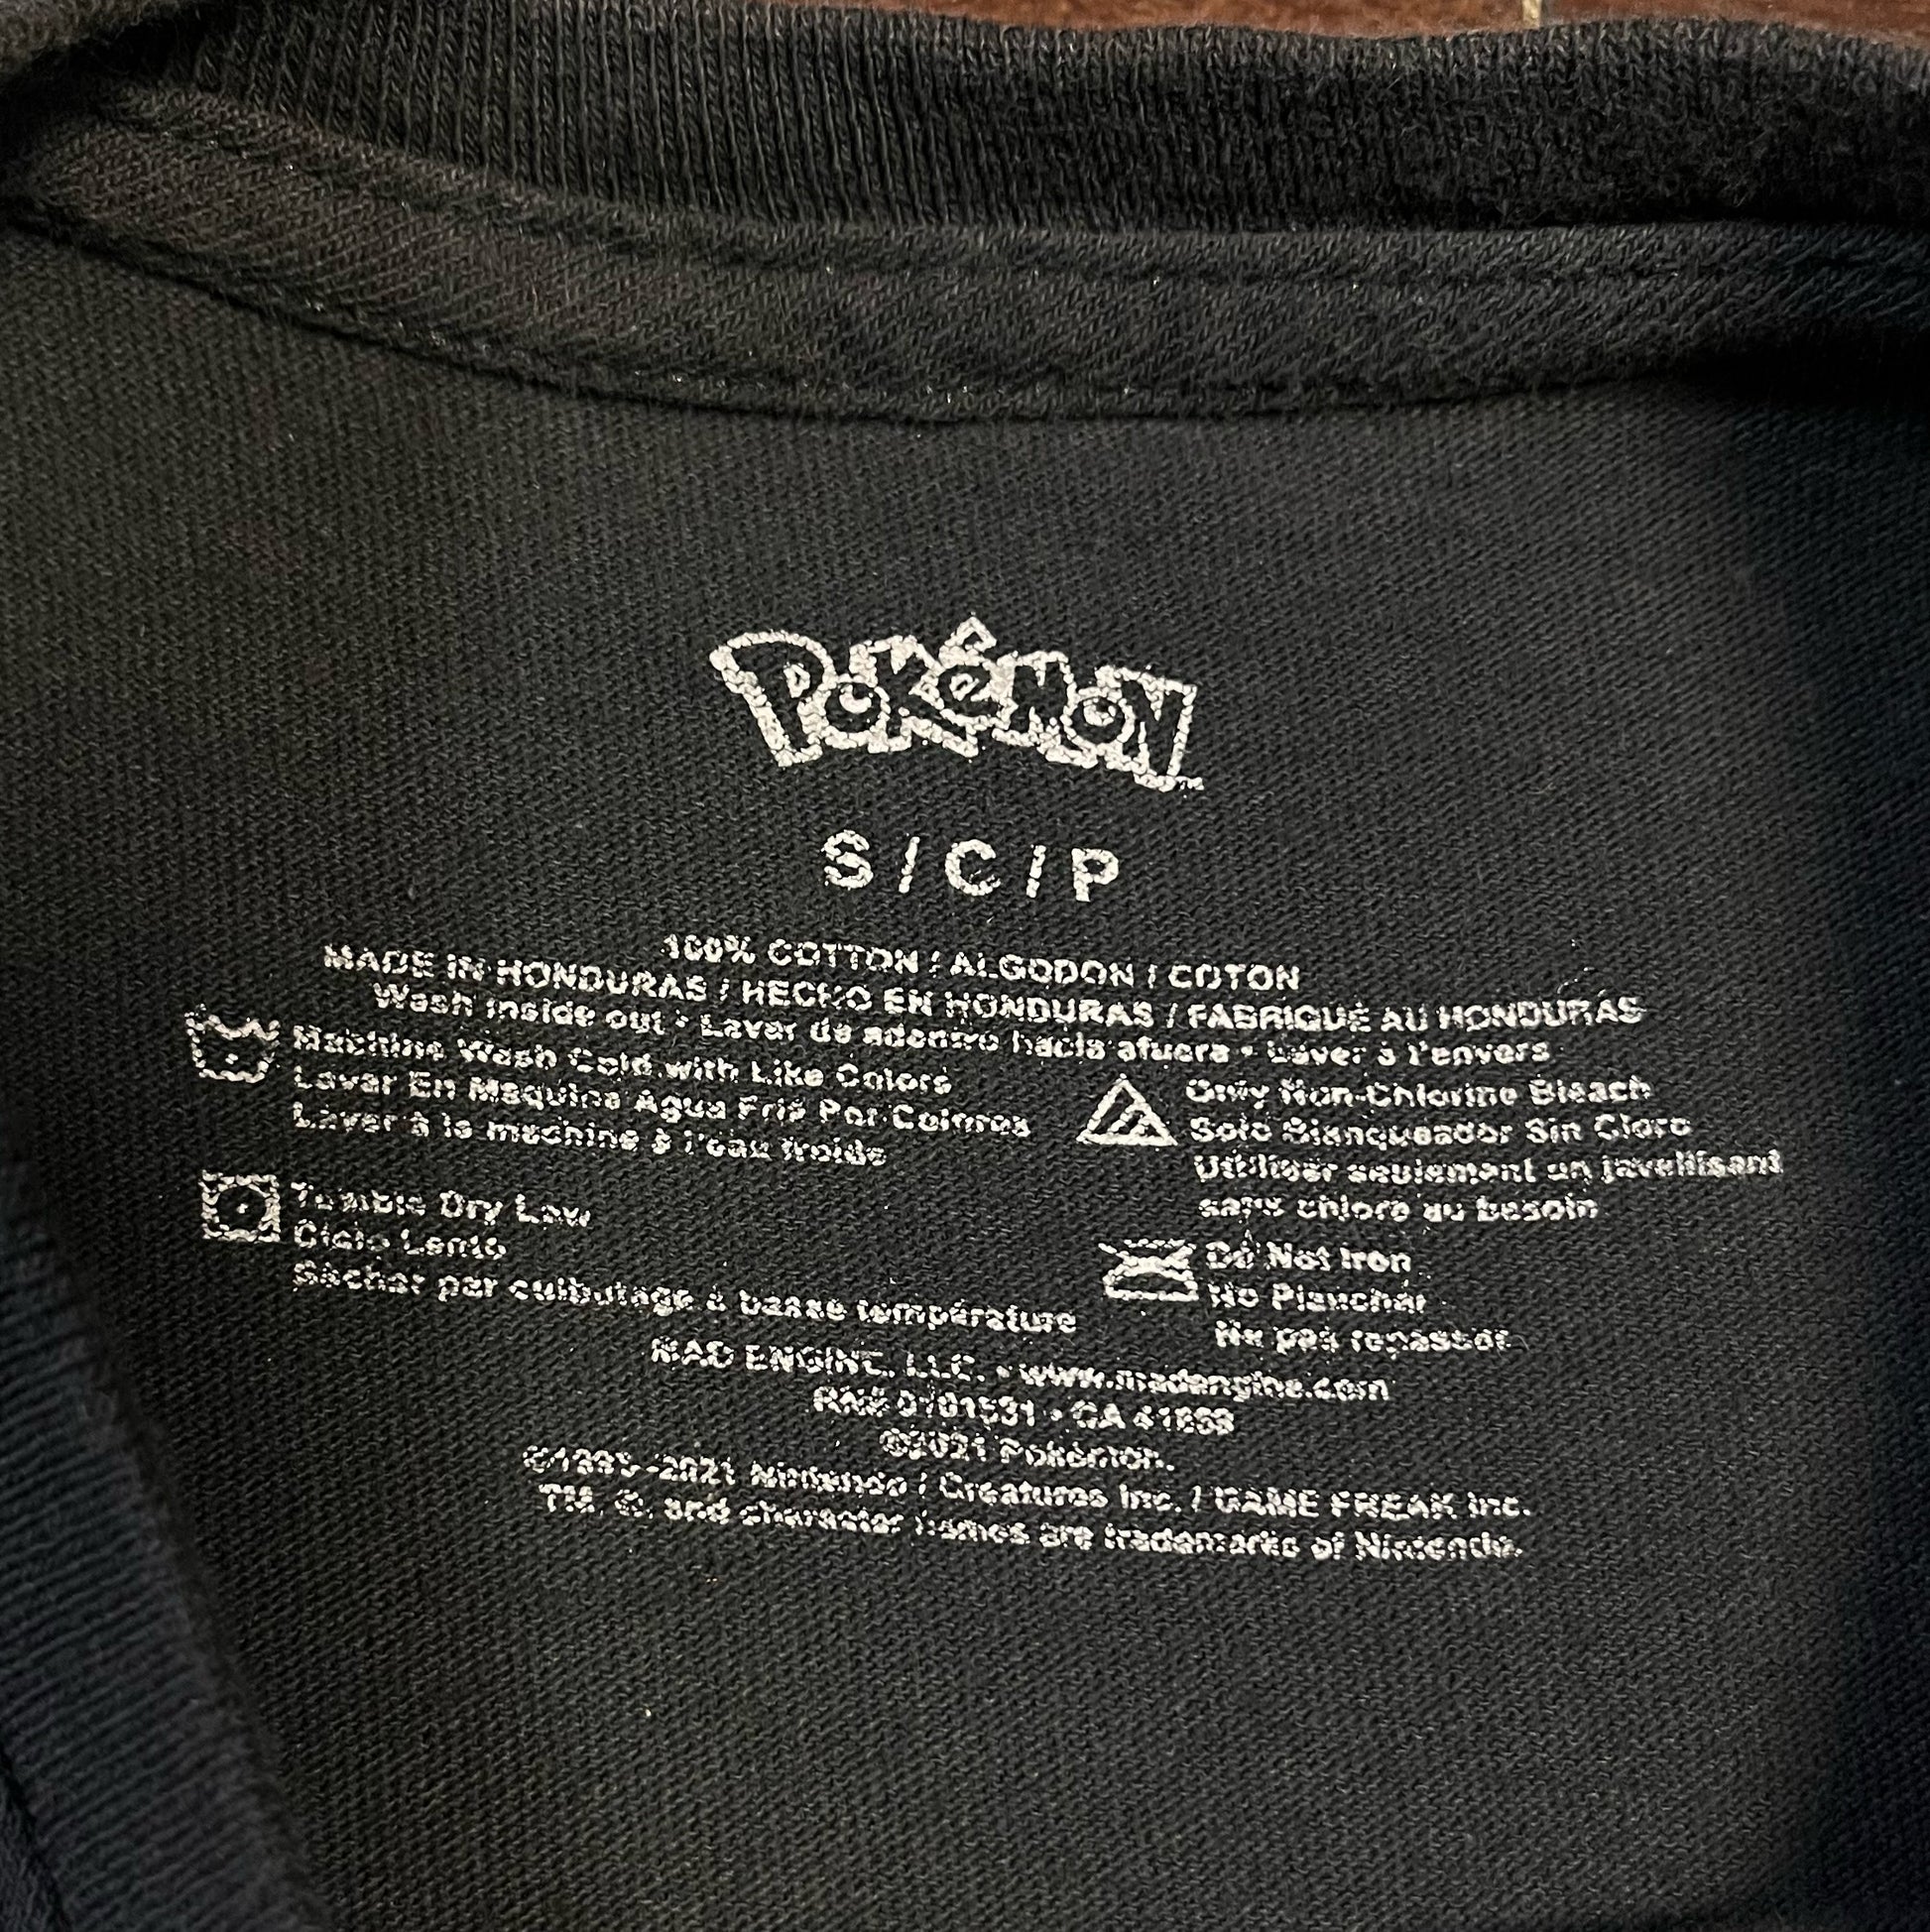 POKéMON
TM
S / C / P
100% COTTON / ALGODON / COTON
MADE IN HONDURAS / HECHO EN HONDURAS / FABRIQUÉ AU HONDURAS
Wash inside out • Lavar de adentro hacia afuera • Laver à l'envers
Machine Wash Cold with Like Colors
Lavar En Maquina Agua Fria Por Colores
Laver à la machine à l'eau froide
Only Non-Chlorine Bleach
Solo Blanqueador Sin Cloro
Utiliser seulement un javellisant
sans chlore au besoin
Tumble Dry Low
Ciclo Lento
Sécher par culbutage à basse température
Do Not Iron
No Planchar
Ne pas repasser
MAD ENGINE, LLC. • www.madengine.com
RN# • CA
©2021 Pokémon.
Nintendo / Creatures Inc. / GAME FREAK Inc.
TM, ®, and character names are trademarks of Nintendo.